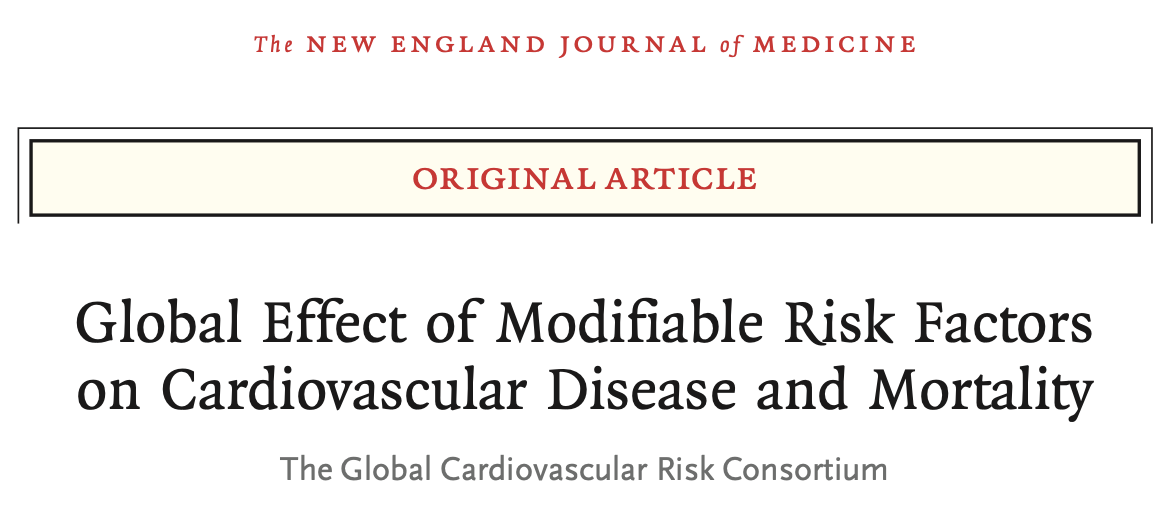 The NEW ENGLAND JOURNAL of MEDICINE
ORIGINAL ARTICLE
Global Effect of Modifiable Risk Factors
on Cardiovascular Disease and Mortality
The Global Cardiovascular Risk Consortium